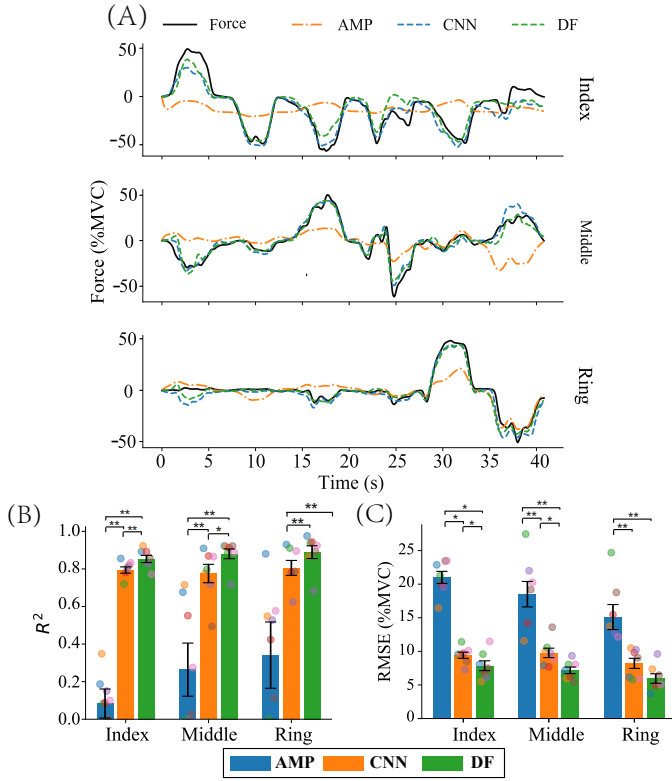 (A)
Force AMP CNN DF
50
0
−50
Index
50
0
−50
Middle
Force (%MVC)
50
0
−50
Ring
0 5 10 15 20 25 30 35 40
Time (s)
(B)
** ** **
** ** * **
** 
1.0
0.8
0.6
0.4
0.2
0.0
R²
Index Middle Ring
(C)
* ** **
* * ** * **
25
20
15
10
5
0
RMSE (%MVC)
Index Middle Ring
AMP CNN DF